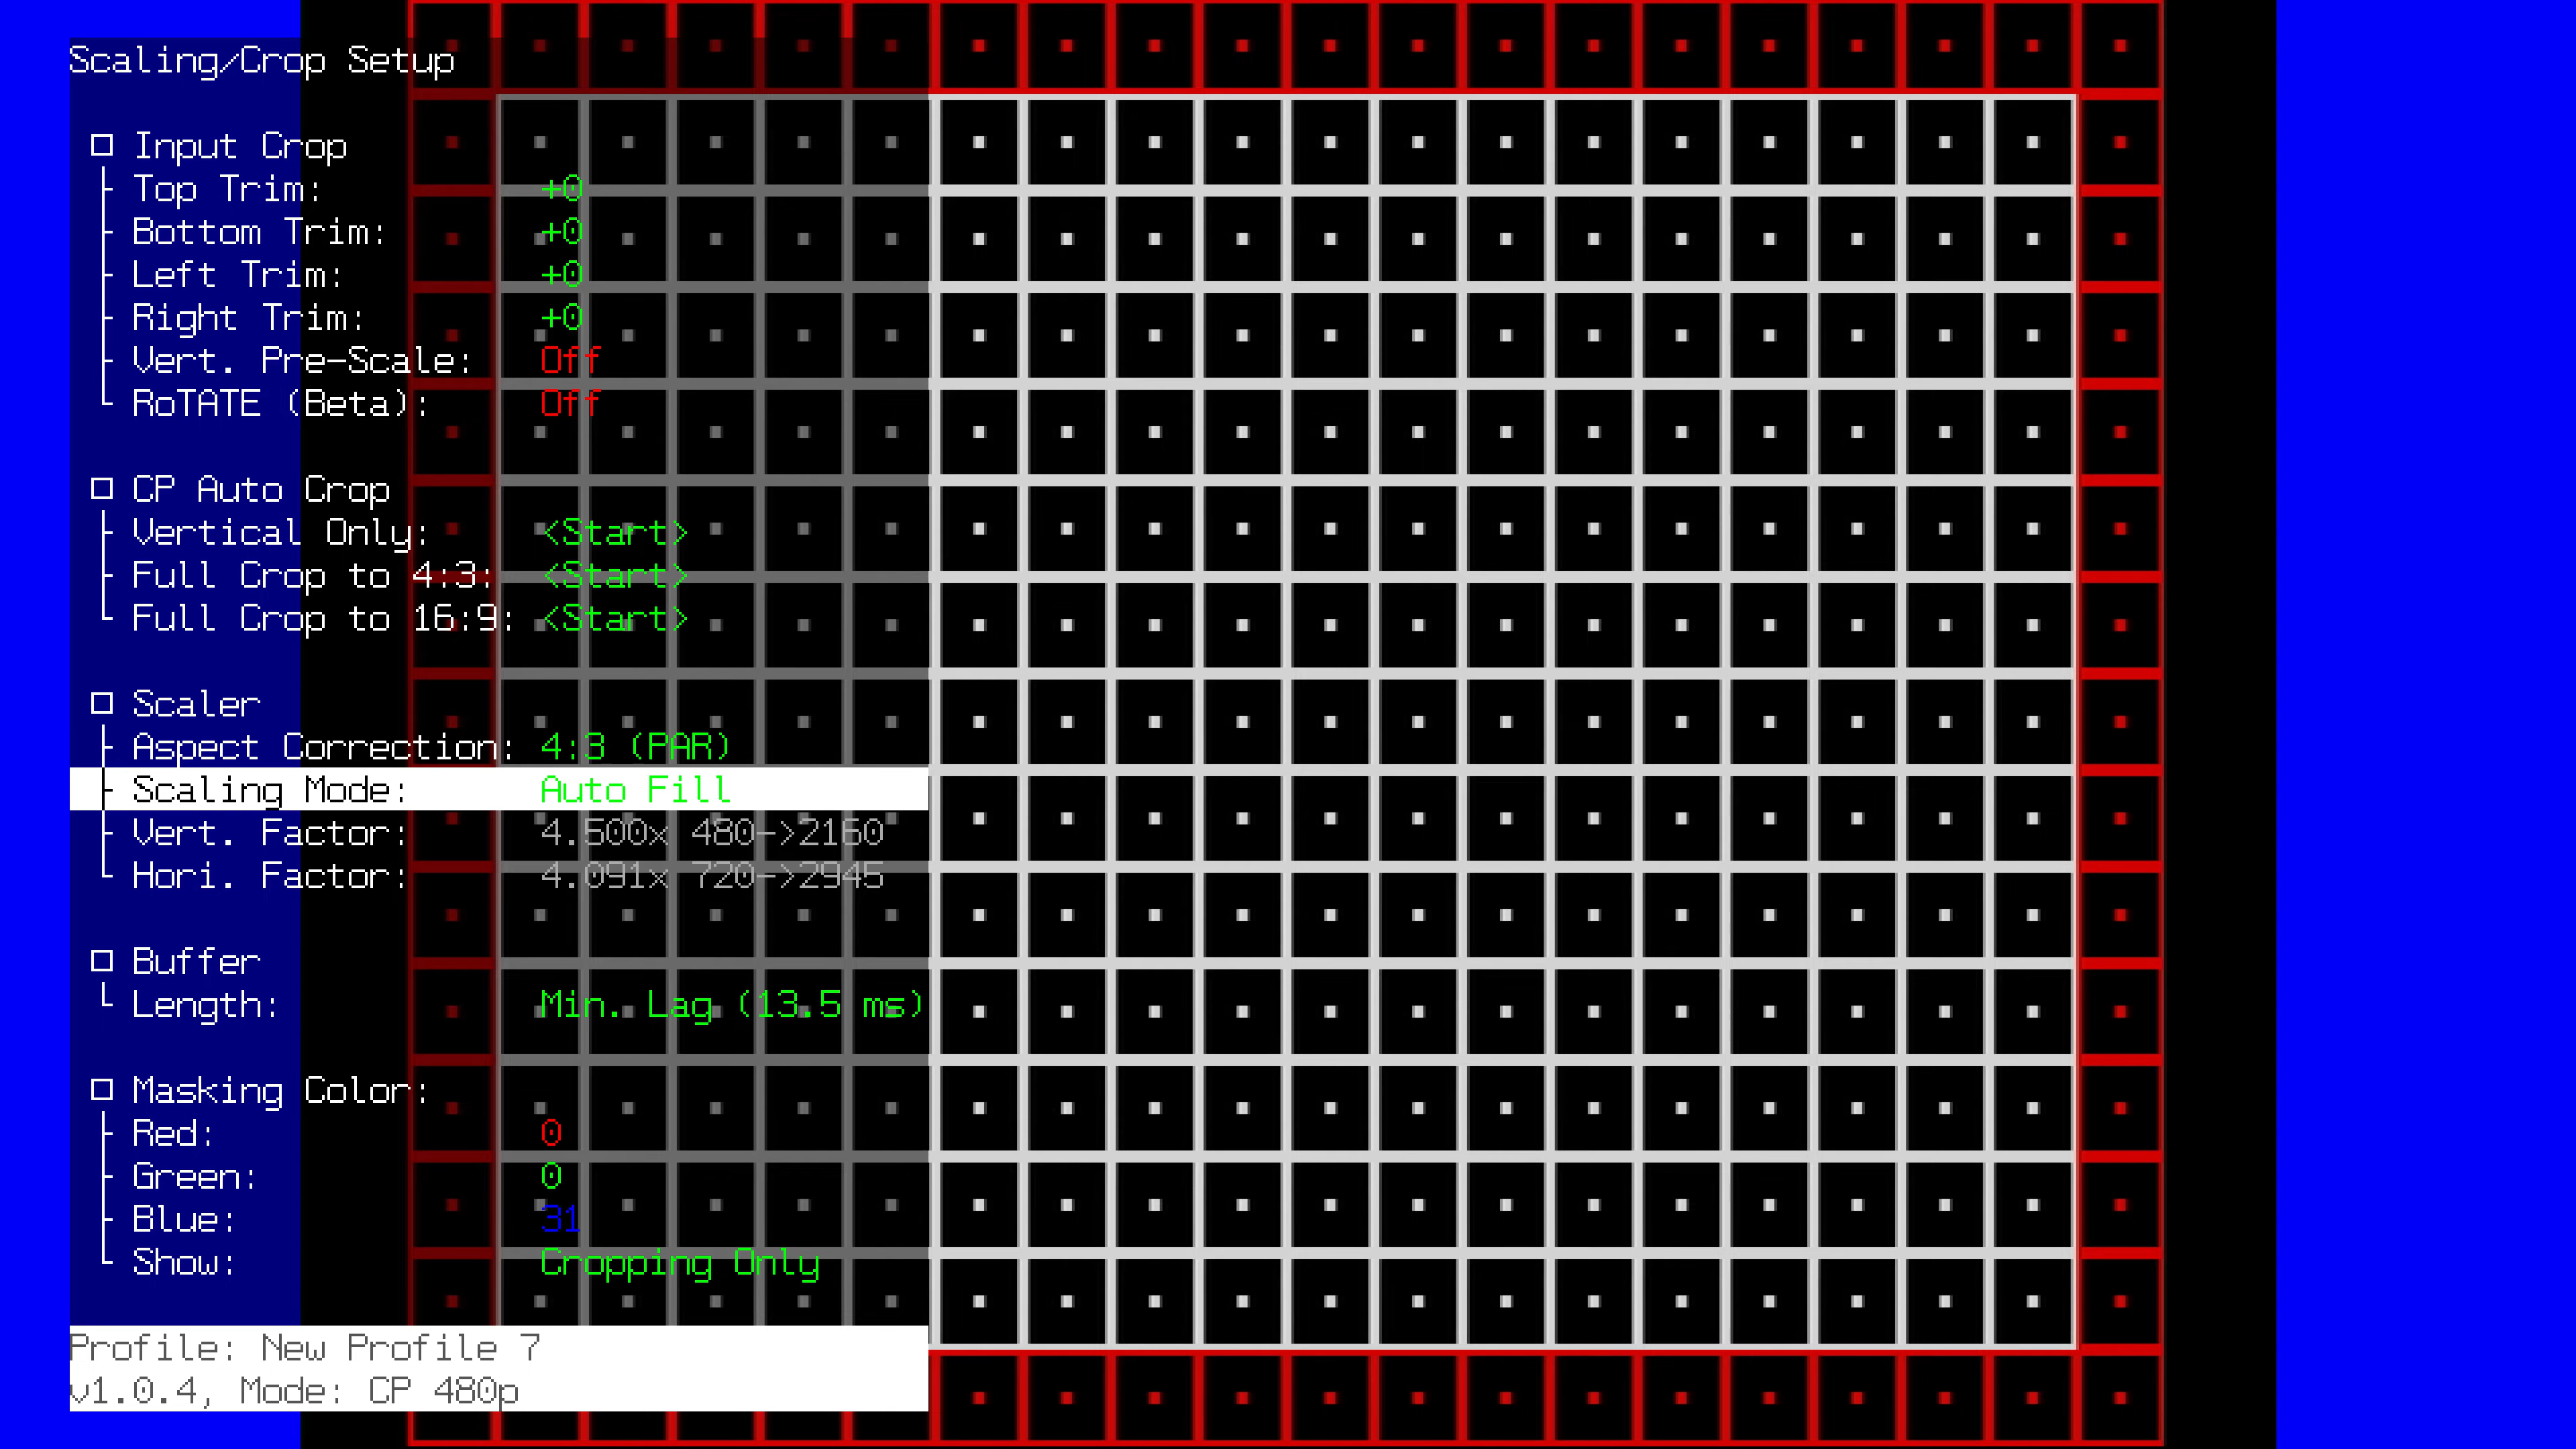 Scaling/Crop Setup
Input Crop
Top Trim: +0
Bottom Trim: +0
Left Trim: +0
Right Trim: +0
Vert. Pre-Scale: Off
RoTATE (Beta): Off
CP Auto Crop
Vertical Only: <Start>
Full Crop to 4:3: <Start>
Full Crop to 16:9: <Start>
Scaler
Aspect Correction: 4:3 (PAR)
Scaling Mode: Auto Fill
Vert. Factor: 4.500x 480->2160
Hori. Factor: 4.091x 720->2945
Buffer
Length: Min. Lag (13.5 ms)
Masking Color:
Red: 0
Green: 0
Blue: 31
Show: Cropping Only
Profile: New Profile 7
v1.0.4, Mode: CP 480p